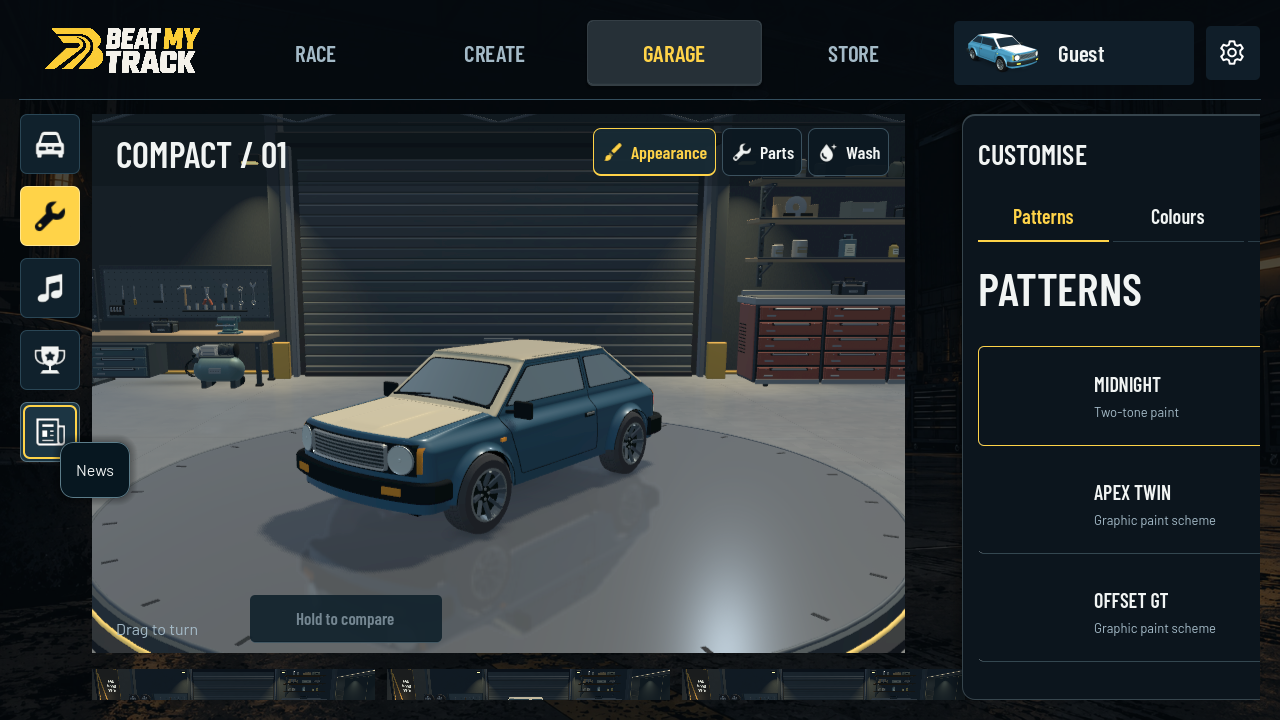 BEAT MY
TRACK
RACE
CREATE
GARAGE
STORE
Guest
COMPACT / 01
Appearance
Parts
Wash
CUSTOMISE
Patterns
Colours
PATTERNS
MIDNIGHT
Two-tone paint
APEX TWIN
Graphic paint scheme
OFFSET GT
Graphic paint scheme
News
Hold to compare
Drag to turn